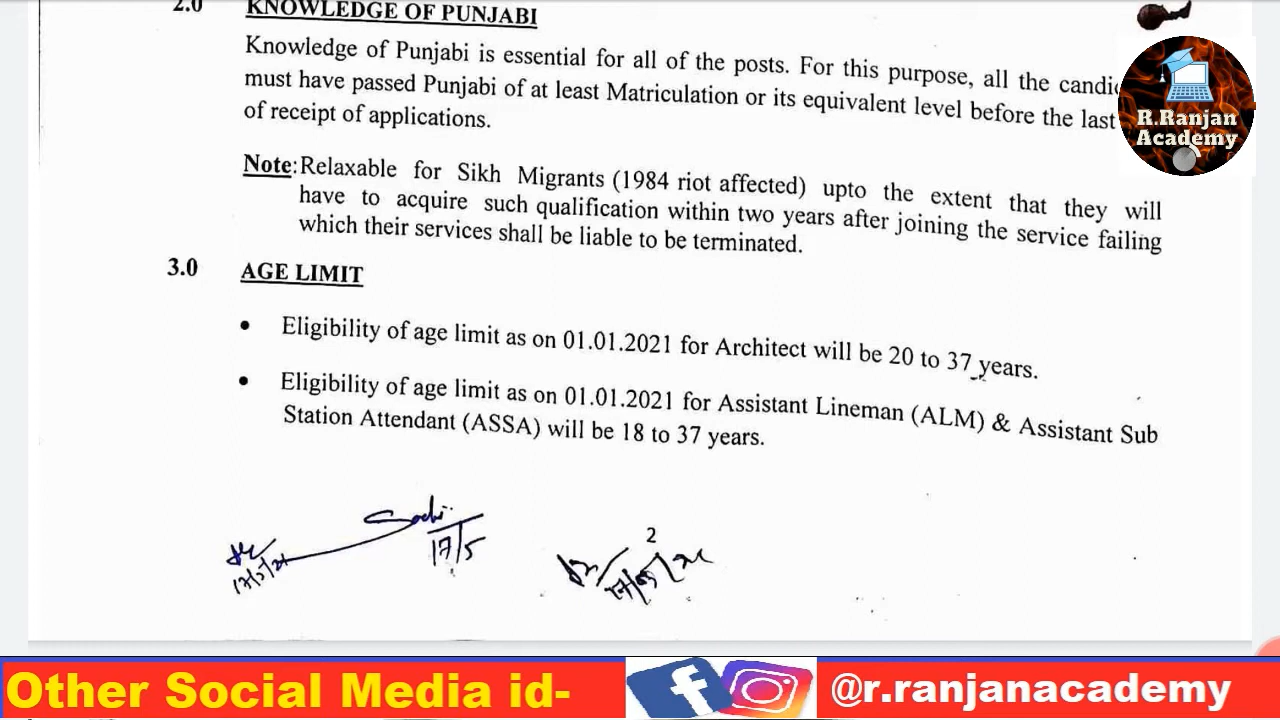 2.0 KNOWLEDGE OF PUNJABI
Knowledge of Punjabi is essential for all of the posts. For this purpose, all the candi
must have passed Punjabi of at least Matriculation or its equivalent level before the last
of receipt of applications.
R.Ranjan
Academy
Note: Relaxable for Sikh Migrants (1984 riot affected) upto the extent that they will
have to acquire such qualification within two years after joining the service failing
which their services shall be liable to be terminated.
3.0 AGE LIMIT
• Eligibility of age limit as on 01.01.2021 for Architect will be 20 to 37 years.
• Eligibility of age limit as on 01.01.2021 for Assistant Lineman (ALM) & Assistant Sub
Station Attendant (ASSA) will be 18 to 37 years.
17/5
2
Other Social Media id-
@r.ranjanacademy